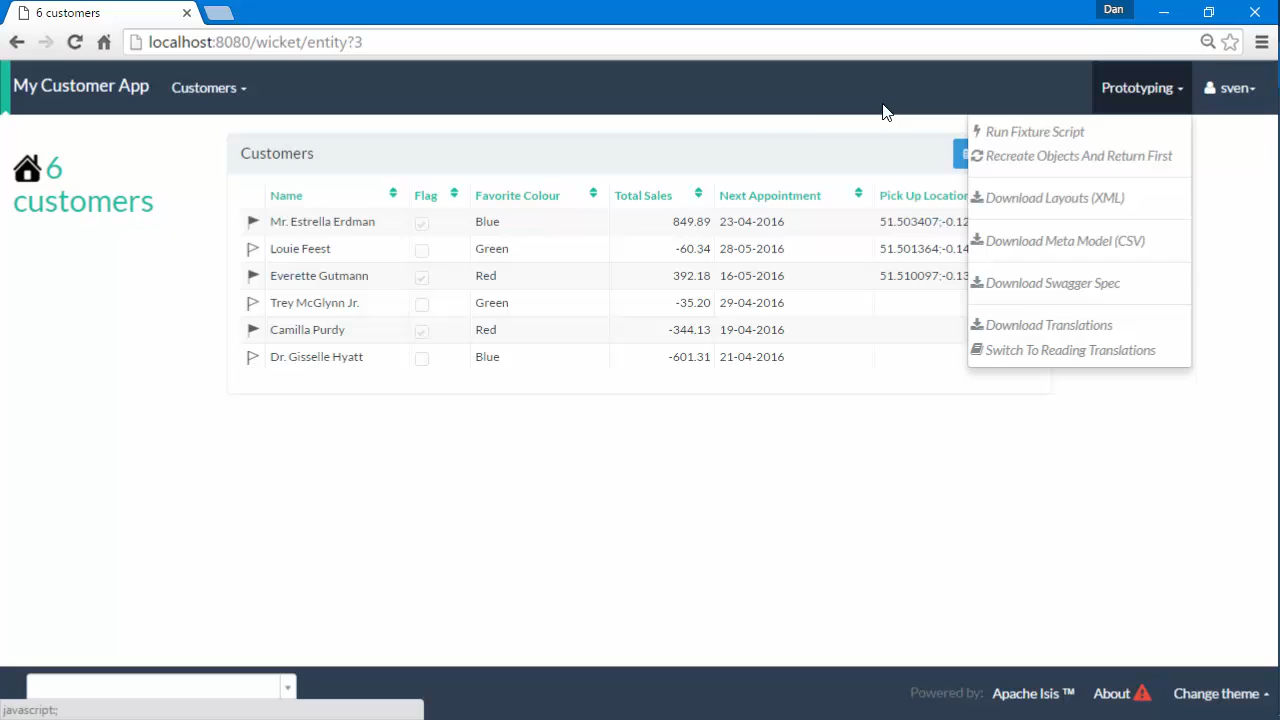 6 customers
Dan
localhost:8080/wicket/entity?3
My Customer App Customers Prototyping sven
6
customers
Customers
Run Fixture Script
Recreate Objects And Return First
Download Layouts (XML)
Download Meta Model (CSV)
Download Swagger Spec
Download Translations
Switch To Reading Translations
Name Flag Favorite Colour Total Sales Next Appointment Pick Up Location
Mr. Estrella Erdman Blue 849.89 23-04-2016 51.503407;-0.12
Louie Feest Green -60.34 28-05-2016 51.501364;-0.14
Everette Gutmann Red 392.18 16-05-2016 51.510097;-0.13
Trey McGlynn Jr. Green -35.20 29-04-2016
Camilla Purdy Red -344.13 19-04-2016
Dr. Gisselle Hyatt Blue -601.31 21-04-2016
Powered by: Apache Isis ™ About Change theme
javascript:;